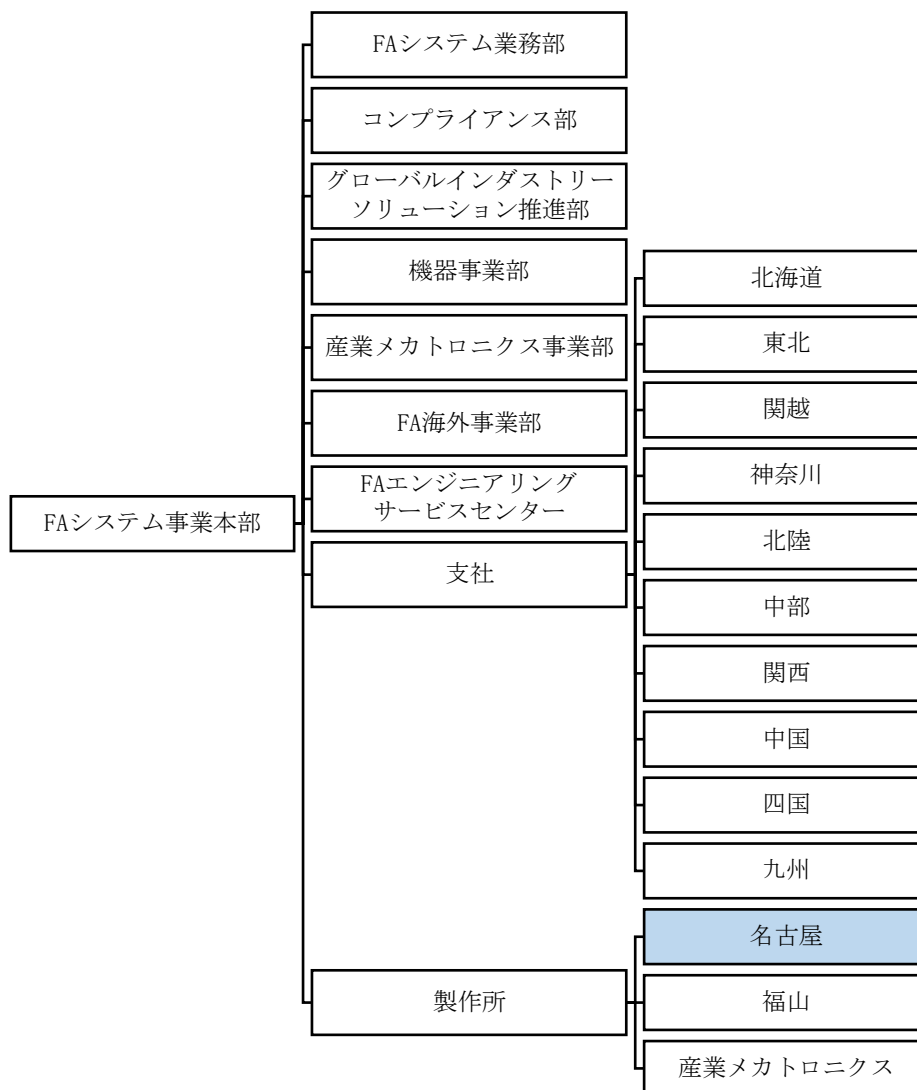 FAシステム業務部
コンプライアンス部
グローバルインダストリー
ソリューション推進部
機器事業部
産業メカトロニクス事業部
FA海外事業部
FAエンジニアリング
サービスセンター
FAシステム事業本部
支社
北海道
東北
関越
神奈川
北陸
中部
関西
中国
四国
九州
製作所
名古屋
福山
産業メカトロニクス